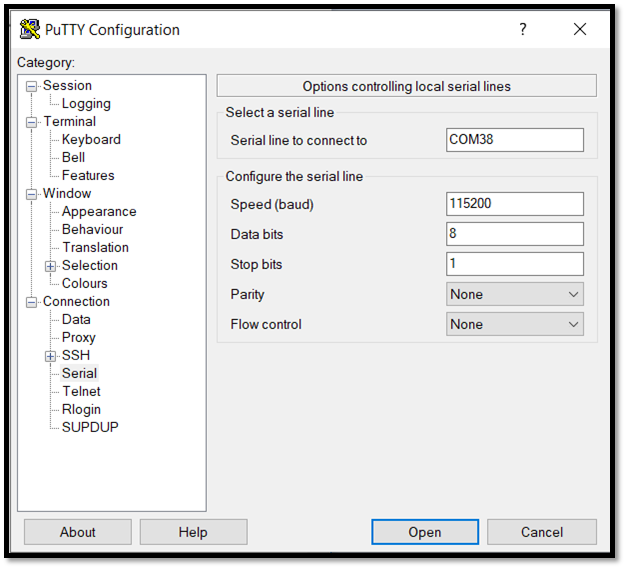 PuTTY Configuration
?
Category:
Session
Logging
Terminal
Keyboard
Bell
Features
Window
Appearance
Behaviour
Translation
Selection
Colours
Connection
Data
Proxy
SSH
Serial
Telnet
Rlogin
SUPDUP
Options controlling local serial lines
Select a serial line
Serial line to connect to COM38
Configure the serial line
Speed (baud) 115200
Data bits 8
Stop bits 1
Parity None
Flow control None
About Help Open Cancel